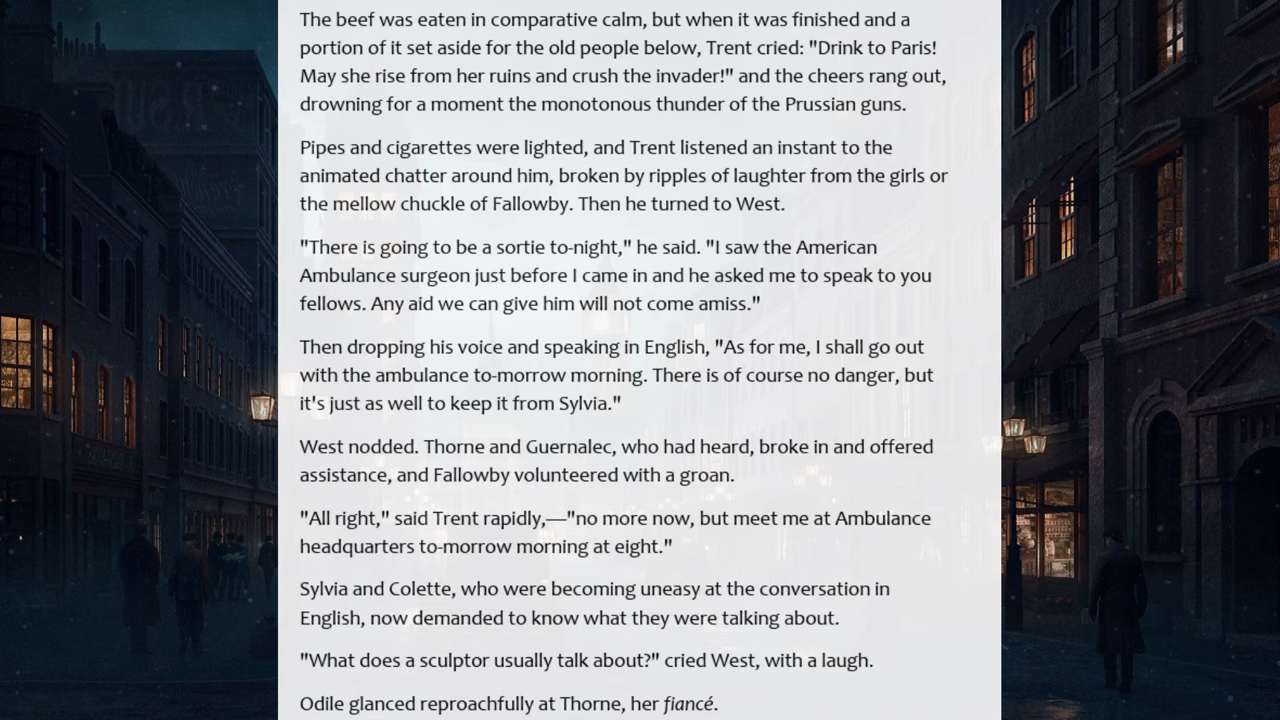 The beef was eaten in comparative calm, but when it was finished and a
portion of it set aside for the old people below, Trent cried: "Drink to Paris!
May she rise from her ruins and crush the invader!" and the cheers rang out,
drowning for a moment the monotonous thunder of the Prussian guns.
Pipes and cigarettes were lighted, and Trent listened an instant to the
animated chatter around him, broken by ripples of laughter from the girls or
the mellow chuckle of Fallowby. Then he turned to West.
"There is going to be a sortie to-night," he said. "I saw the American
Ambulance surgeon just before I came in and he asked me to speak to you
fellows. Any aid we can give him will not come amiss."
Then dropping his voice and speaking in English, "As for me, I shall go out
with the ambulance to-morrow morning. There is of course no danger, but
it's just as well to keep it from Sylvia."
West nodded. Thorne and Guernalec, who had heard, broke in and offered
assistance, and Fallowby volunteered with a groan.
"All right," said Trent rapidly,—"no more now, but meet me at Ambulance
headquarters to-morrow morning at eight."
Sylvia and Colette, who were becoming uneasy at the conversation in
English, now demanded to know what they were talking about.
"What does a sculptor usually talk about?" cried West, with a laugh.
Odile glanced reproachfully at Thorne, her fiancé.